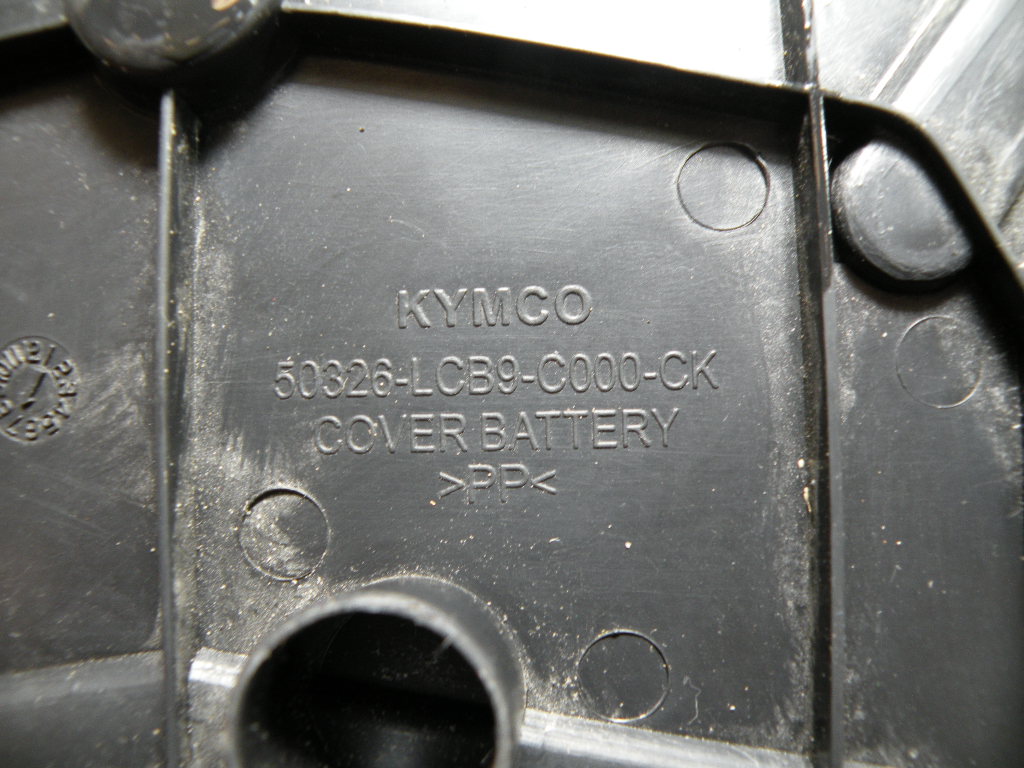 KYMCO
50326-LCB9-C000-CK
COVER BATTERY
>PP<